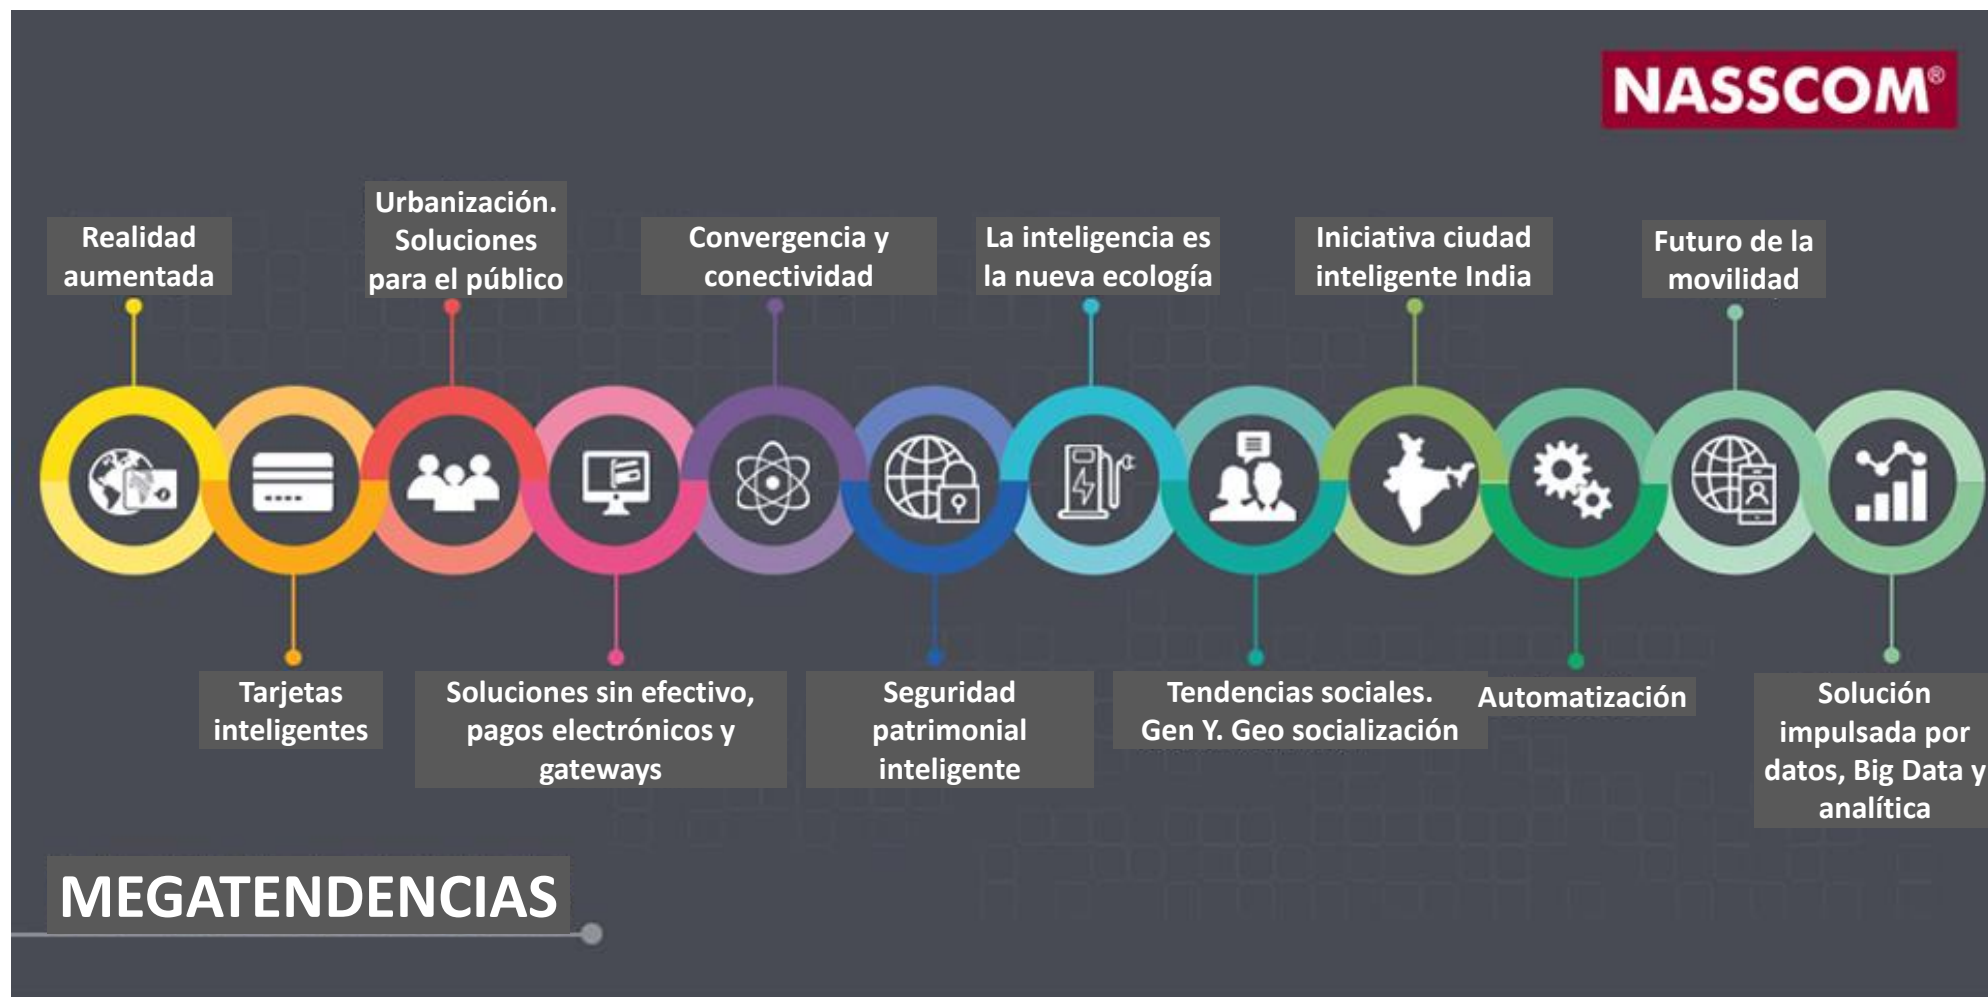 NASSCOM®
Realidad
aumentada
Urbanización.
Soluciones
para el público
Convergencia y
conectividad
La inteligencia es
la nueva ecología
Iniciativa ciudad
inteligente India
Futuro de la
movilidad
Tarjetas
inteligentes
Soluciones sin efectivo,
pagos electrónicos y
gateways
Seguridad
patrimonial
inteligente
Tendencias sociales.
Gen Y. Geo socialización
Automatización
Solución
impulsada por
datos, Big Data y
analítica
MEGATENDENCIAS